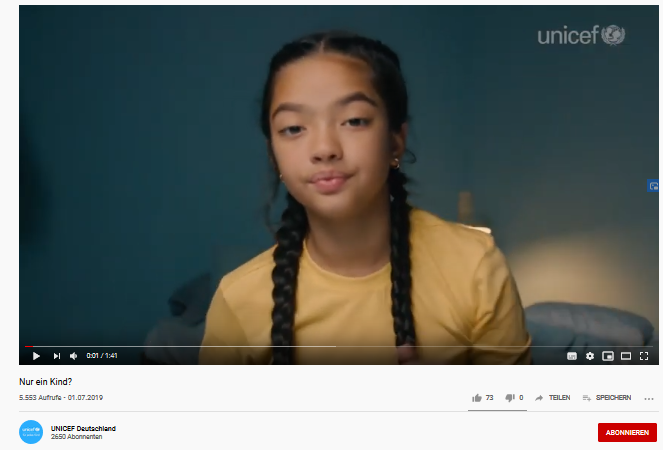 unicef
0:01 / 1:41
Nur ein Kind?
5.553 Aufrufe • 01.07.2019
73
0
TEILEN
SPEICHERN
UNICEF Deutschland
2650 Abonnenten
ABONNIEREN